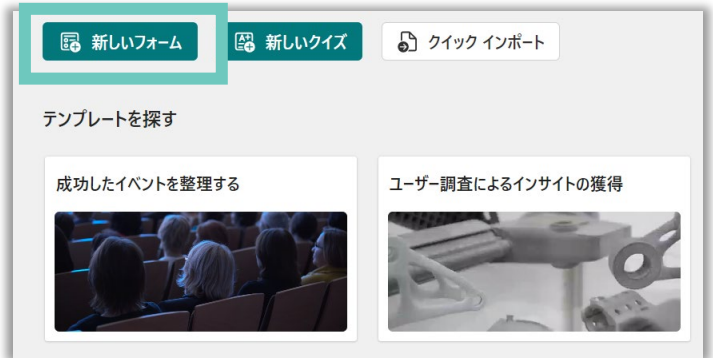 新しいフォーム
新しいクイズ
クイック インポート
テンプレートを探す
成功したイベントを整理する
ユーザー調査によるインサイトの獲得